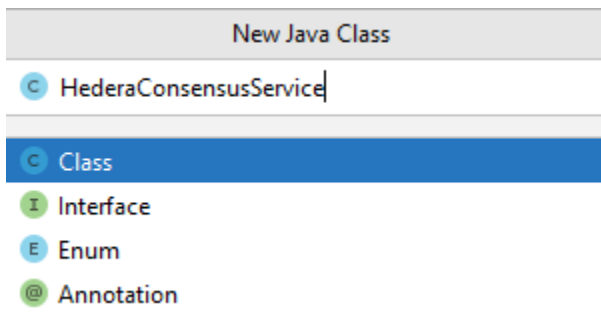 New Java Class
C HederaConsensusService
C Class
I Interface
E Enum
@ Annotation